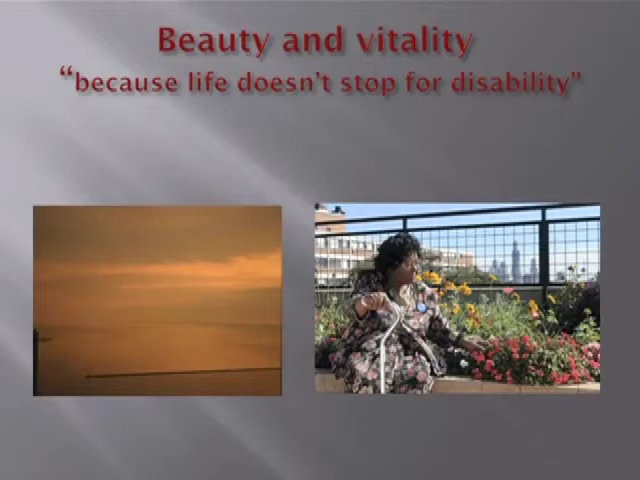 Beauty and vitality
“because life doesn’t stop for disability”